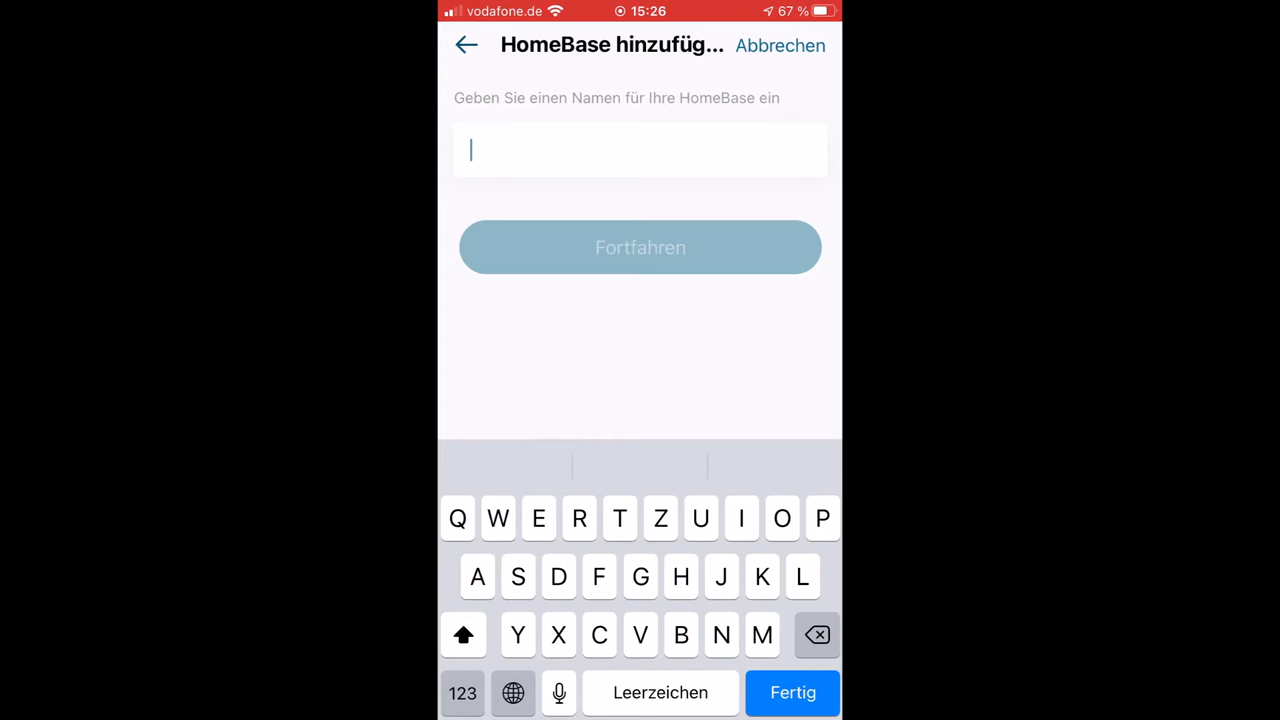 vodafone.de 15:26 67 %
HomeBase hinzufüg... Abbrechen
Geben Sie einen Namen für Ihre HomeBase ein
Fortfahren
Q W E R T Z U I O P
A S D F G H J K L
Y X C V B N M
123 Leerzeichen Fertig